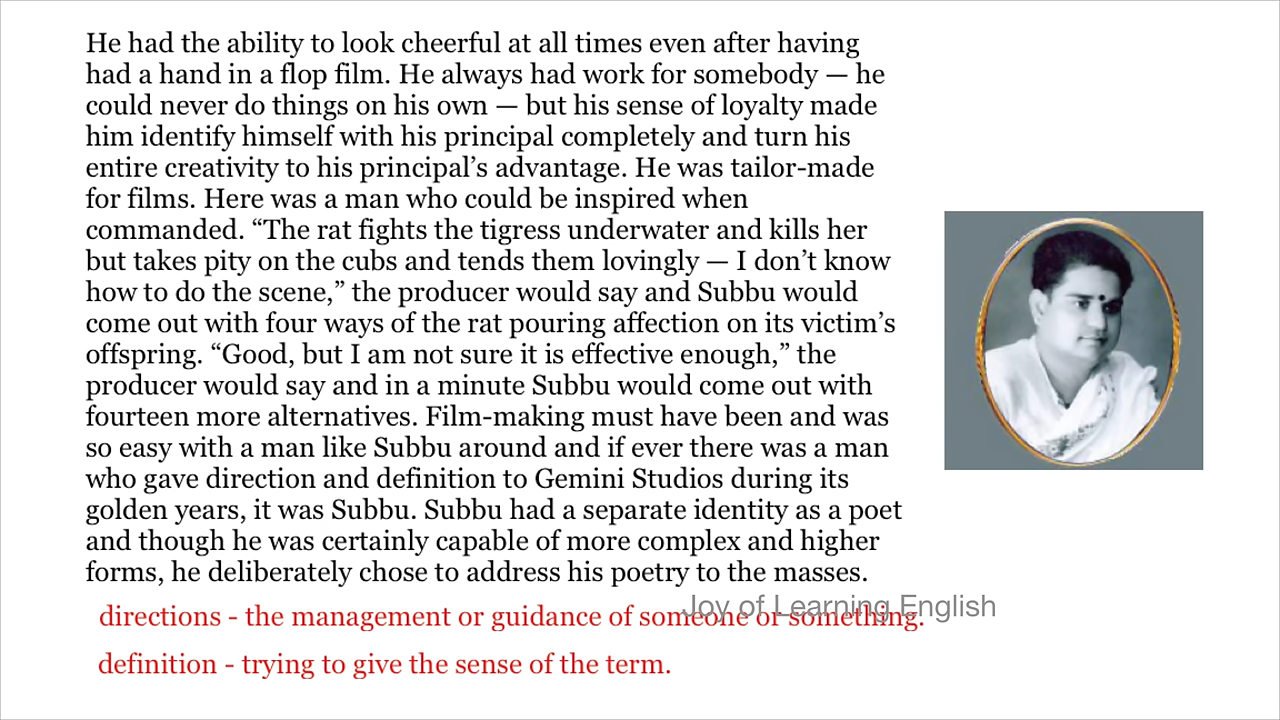 He had the ability to look cheerful at all times even after having
had a hand in a flop film. He always had work for somebody — he
could never do things on his own — but his sense of loyalty made
him identify himself with his principal completely and turn his
entire creativity to his principal’s advantage. He was tailor-made
for films. Here was a man who could be inspired when
commanded. “The rat fights the tigress underwater and kills her
but takes pity on the cubs and tends them lovingly — I don’t know
how to do the scene,” the producer would say and Subbu would
come out with four ways of the rat pouring affection on its victim’s
offspring. “Good, but I am not sure it is effective enough,” the
producer would say and in a minute Subbu would come out with
fourteen more alternatives. Film-making must have been and was
so easy with a man like Subbu around and if ever there was a man
who gave direction and definition to Gemini Studios during its
golden years, it was Subbu. Subbu had a separate identity as a poet
and though he was certainly capable of more complex and higher
forms, he deliberately chose to address his poetry to the masses.
Joy of Learning English
directions - the management or guidance of someone or something.
definition - trying to give the sense of the term.